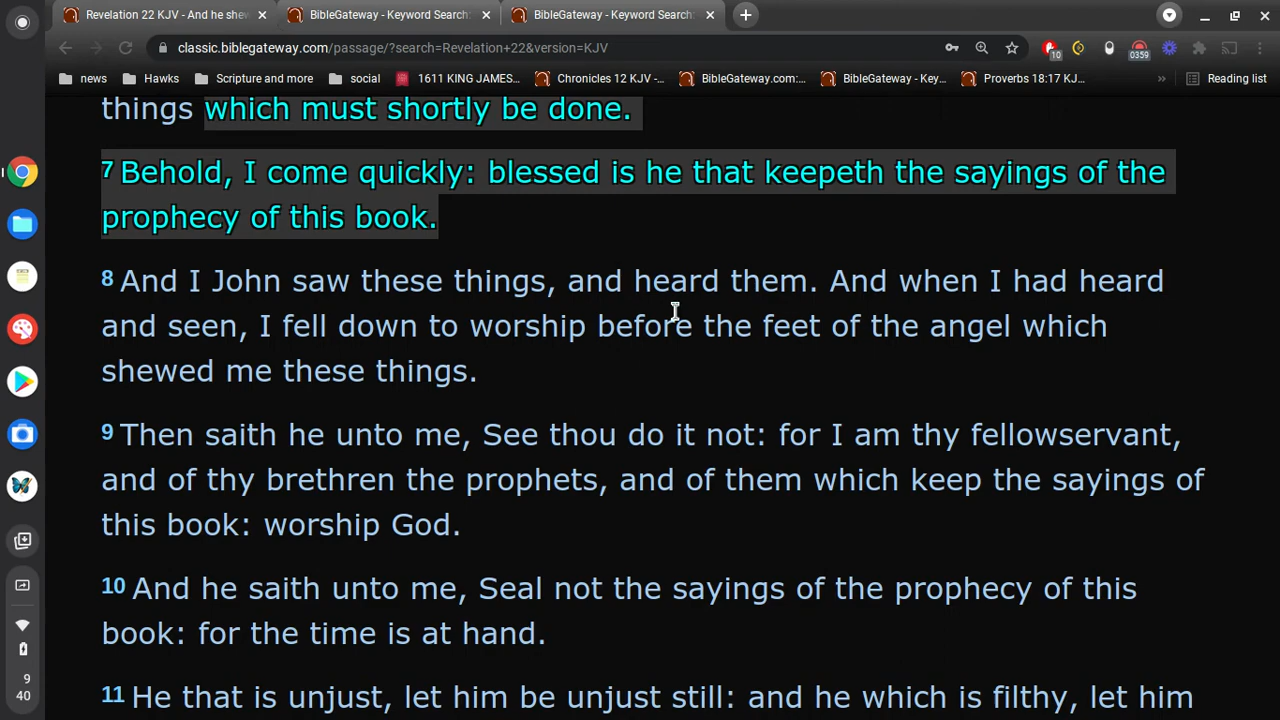 Revelation 22 KJV - And he shew
BibleGateway - Keyword Search:
BibleGateway - Keyword Search:
classic.biblegateway.com/passage/?search=Revelation+22&version=KJV
10
0359
news
Hawks
Scripture and more
social
1611 KING JAMES...
Chronicles 12 KJV -...
BibleGateway.com:...
BibleGateway - Key...
Proverbs 18:17 KJ...
»
Reading list
things which must shortly be done.
7 Behold, I come quickly: blessed is he that keepeth the sayings of the
prophecy of this book.
8 And I John saw these things, and heard them. And when I had heard
and seen, I fell down to worship before the feet of the angel which
shewed me these things.
9 Then saith he unto me, See thou do it not: for I am thy fellowservant,
and of thy brethren the prophets, and of them which keep the sayings of
this book: worship God.
10 And he saith unto me, Seal not the sayings of the prophecy of this
book: for the time is at hand.
11 He that is unjust, let him be unjust still: and he which is filthy, let him
9
40